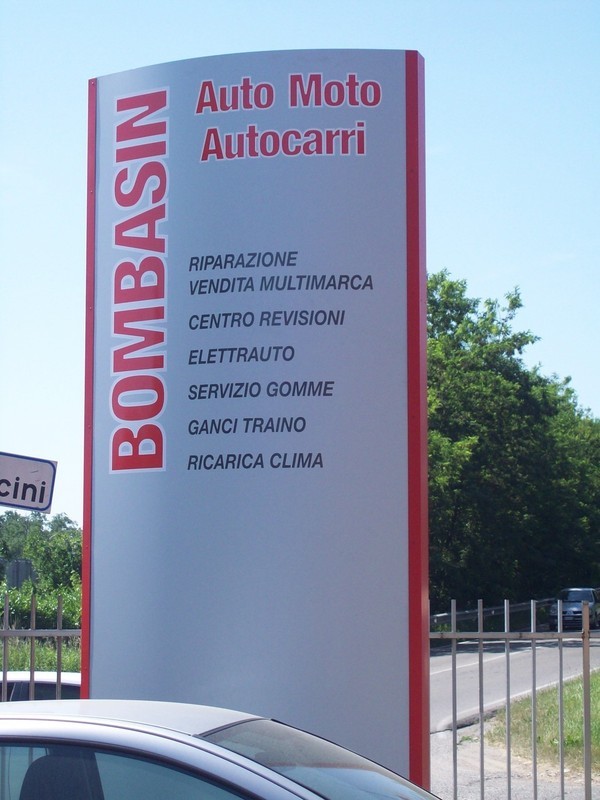 BOMBASIN
Auto Moto
Autocarri
RIPARAZIONE
VENDITA MULTIMARCA
CENTRO REVISIONI
ELETTRAUTO
SERVIZIO GOMME
GANCI TRAINO
RICARICA CLIMA
cini